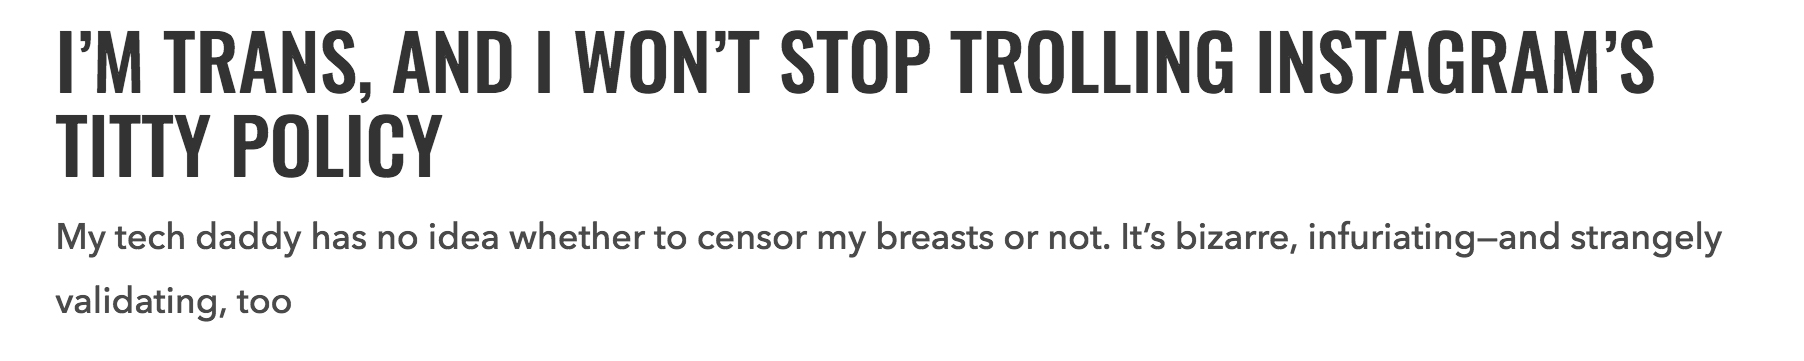 I’M TRANS, AND I WON’T STOP TROLLING INSTAGRAM’S
TITTY POLICY
My tech daddy has no idea whether to censor my breasts or not. It’s bizarre, infuriating—and strangely
validating, too